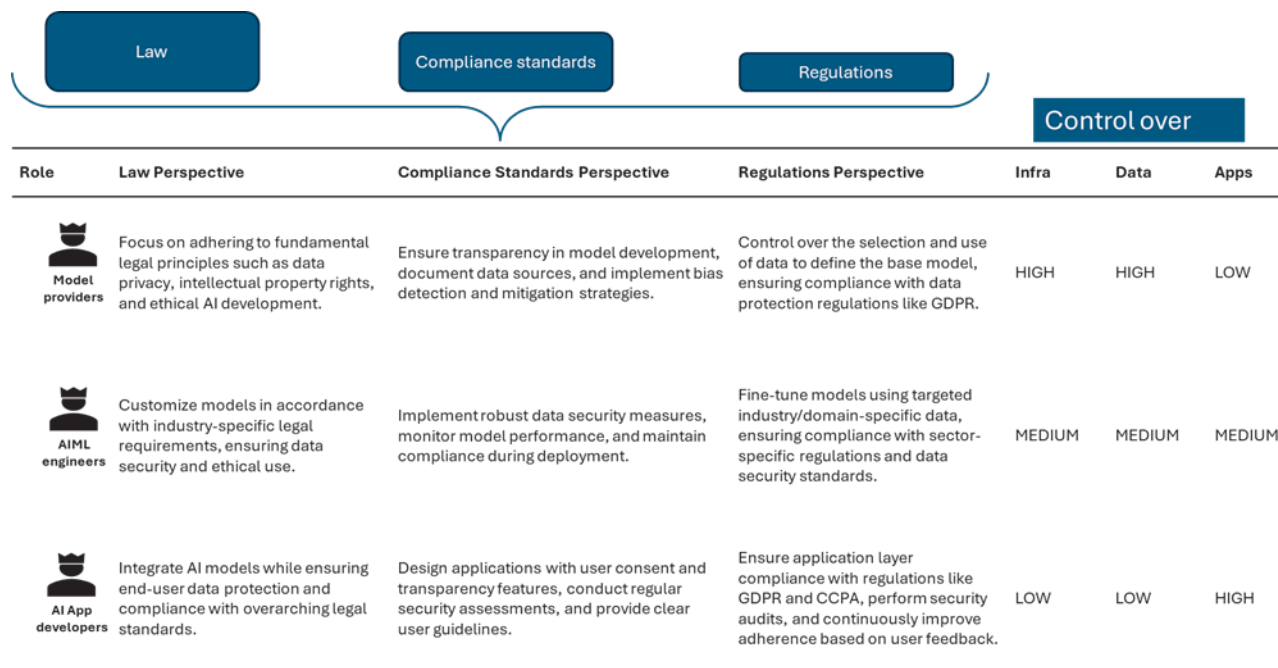 Law
Compliance standards
Regulations
Control over
Role
Law Perspective
Compliance Standards Perspective
Regulations Perspective
Infra
Data
Apps
Model
providers
Focus on adhering to fundamental
legal principles such as data
privacy, intellectual property rights,
and ethical AI development.
Ensure transparency in model development,
document data sources, and implement bias
detection and mitigation strategies.
Control over the selection and use
of data to define the base model,
ensuring compliance with data
protection regulations like GDPR.
HIGH
HIGH
LOW
AIML
engineers
Customize models in accordance
with industry-specific legal
requirements, ensuring data
security and ethical use.
Implement robust data security measures,
monitor model performance, and maintain
compliance during deployment.
Fine-tune models using targeted
industry/domain-specific data,
ensuring compliance with sector-
specific regulations and data
security standards.
MEDIUM
MEDIUM
MEDIUM
AI App
developers
Integrate AI models while ensuring
end-user data protection and
compliance with overarching legal
standards.
Design applications with user consent and
transparency features, conduct regular
security assessments, and provide clear
user guidelines.
Ensure application layer
compliance with regulations like
GDPR and CCPA, perform security
audits, and continuously improve
adherence based on user feedback.
LOW
LOW
HIGH